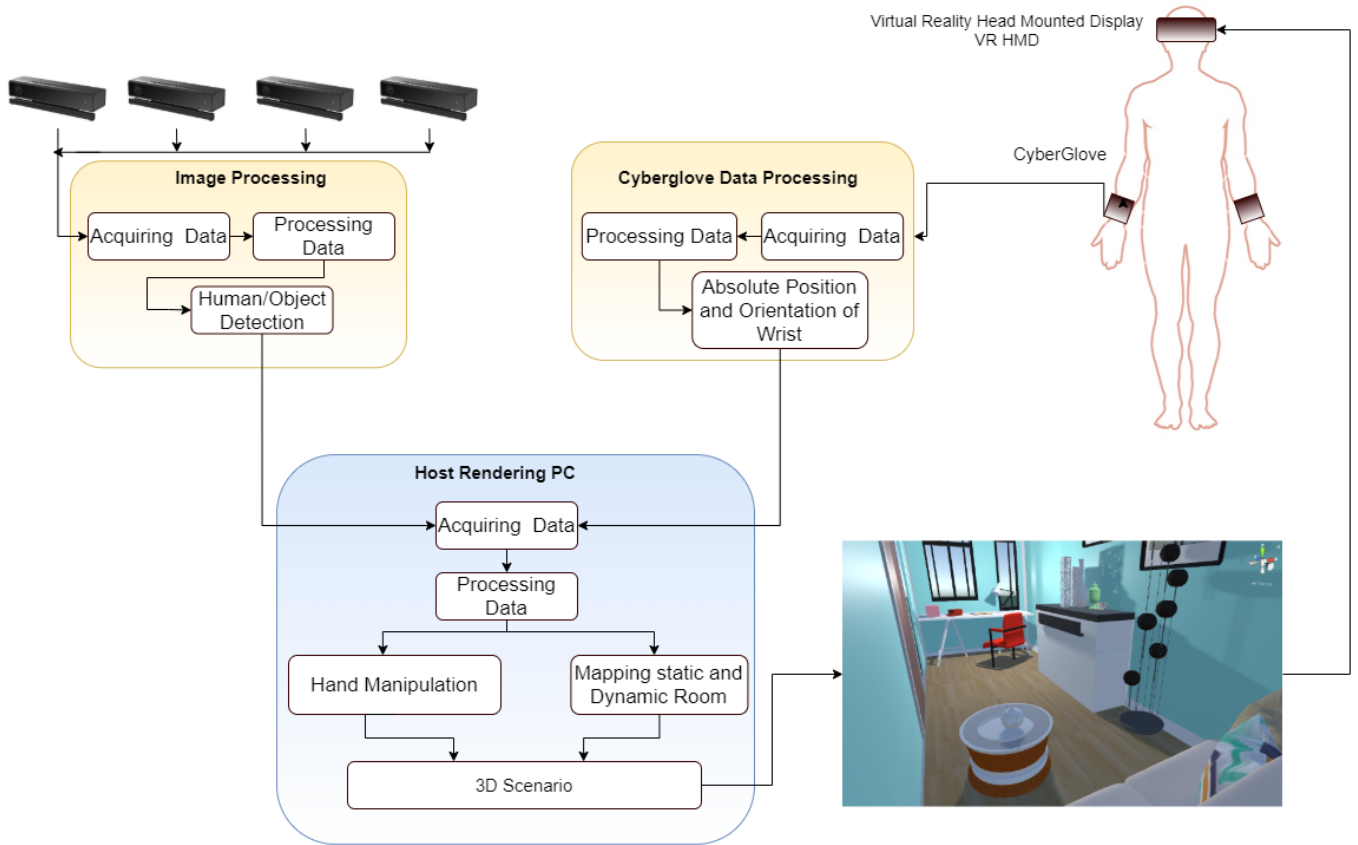 Virtual Reality Head Mounted Display
VR HMD
CyberGlove
Image Processing
Acquiring Data
Processing
Data
Human/Object
Detection
Cyberglove Data Processing
Processing Data
Acquiring Data
Absolute Position
and Orientation of
Wrist
Host Rendering PC
Acquiring Data
Processing
Data
Hand Manipulation
Mapping static and
Dynamic Room
3D Scenario